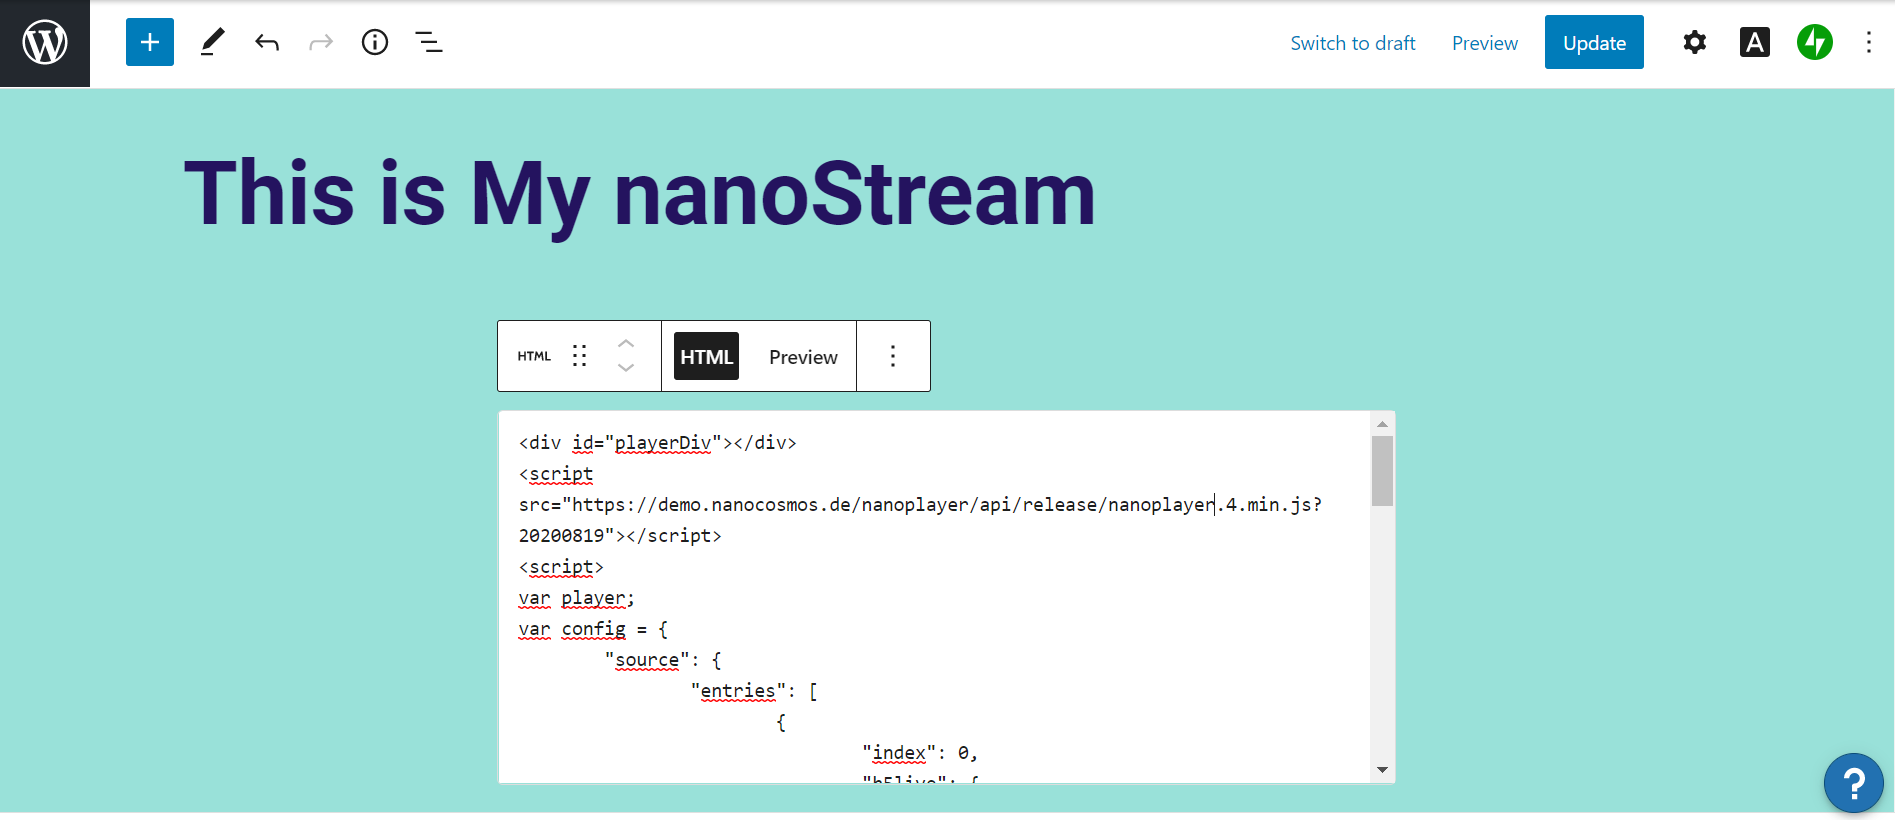 Switch to draft Preview Update A
This is My nanoStream
HTML HTML Preview
<div id="playerDiv"></div>
<script
src="https://demo.nanocosmos.de/nanoplayer/api/release/nanoplayer.4.min.js?
20200819"></script>
<script>
var player;
var config = {
"source": {
"entries": [
{
"index": 0,
"h5live": {
?